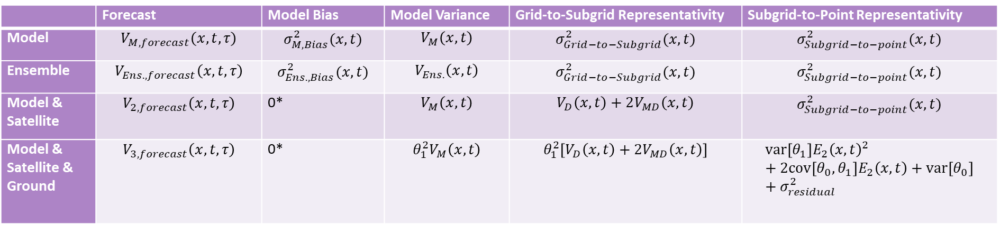 Forecast Model Bias Model Variance Grid-to-Subgrid Representativity Subgrid-to-Point Representativity
Model V_{M,forecast}(x, t, τ) σ²_{M,Bias}(x, t) V_M(x, t) σ²_{Grid−to−Subgrid}(x, t) σ²_{Subgrid−to−point}(x, t)
Ensemble V_{Ens.,forecast}(x, t, τ) σ²_{Ens.,Bias}(x, t) V_{Ens.}(x, t) σ²_{Grid−to−Subgrid}(x, t) σ²_{Subgrid−to−point}(x, t)
Model & V_{2,forecast}(x, t, τ) 0* V_M(x, t) V_D(x, t) + 2V_{MD}(x, t) σ²_{Subgrid−to−point}(x, t)
Satellite
Model & V_{3,forecast}(x, t, τ) 0* θ₁²V_M(x, t) θ₁²[V_D(x, t) + 2V_{MD}(x, t)] var[θ₁]E₂(x, t)²
Satellite & + 2cov[θ₀, θ₁]E₂(x, t) + var[θ₀]
Ground + σ²_{residual}